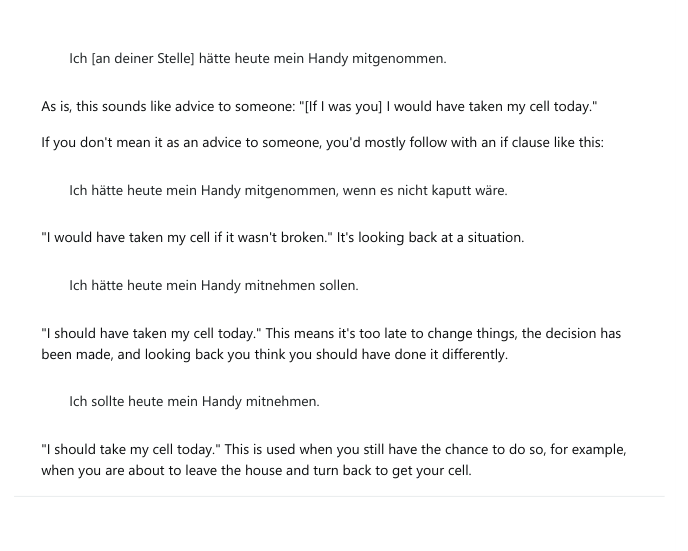 Ich [an deiner Stelle] hätte heute mein Handy mitgenommen.
As is, this sounds like advice to someone: "[If I was you] I would have taken my cell today."
If you don't mean it as an advice to someone, you'd mostly follow with an if clause like this:
Ich hätte heute mein Handy mitgenommen, wenn es nicht kaputt wäre.
"I would have taken my cell if it wasn't broken." It's looking back at a situation.
Ich hätte heute mein Handy mitnehmen sollen.
"I should have taken my cell today." This means it's too late to change things, the decision has
been made, and looking back you think you should have done it differently.
Ich sollte heute mein Handy mitnehmen.
"I should take my cell today." This is used when you still have the chance to do so, for example,
when you are about to leave the house and turn back to get your cell.